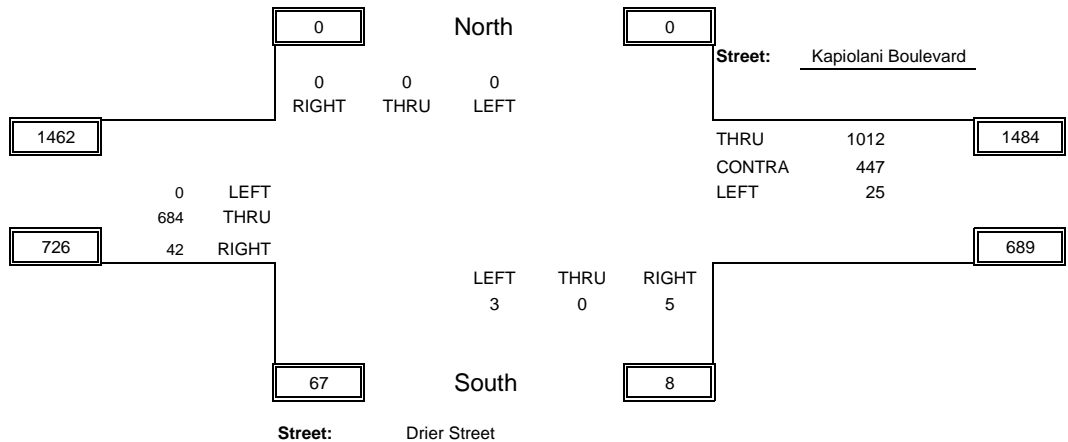 0 North 0
Street: Kapiolani Boulevard
0 0 0
RIGHT THRU LEFT
1462 THRU 1012 1484
CONTRA 447
0 LEFT LEFT 25
684 THRU
726 42 RIGHT 689
LEFT THRU RIGHT
3 0 5
67 South 8
Street: Drier Street